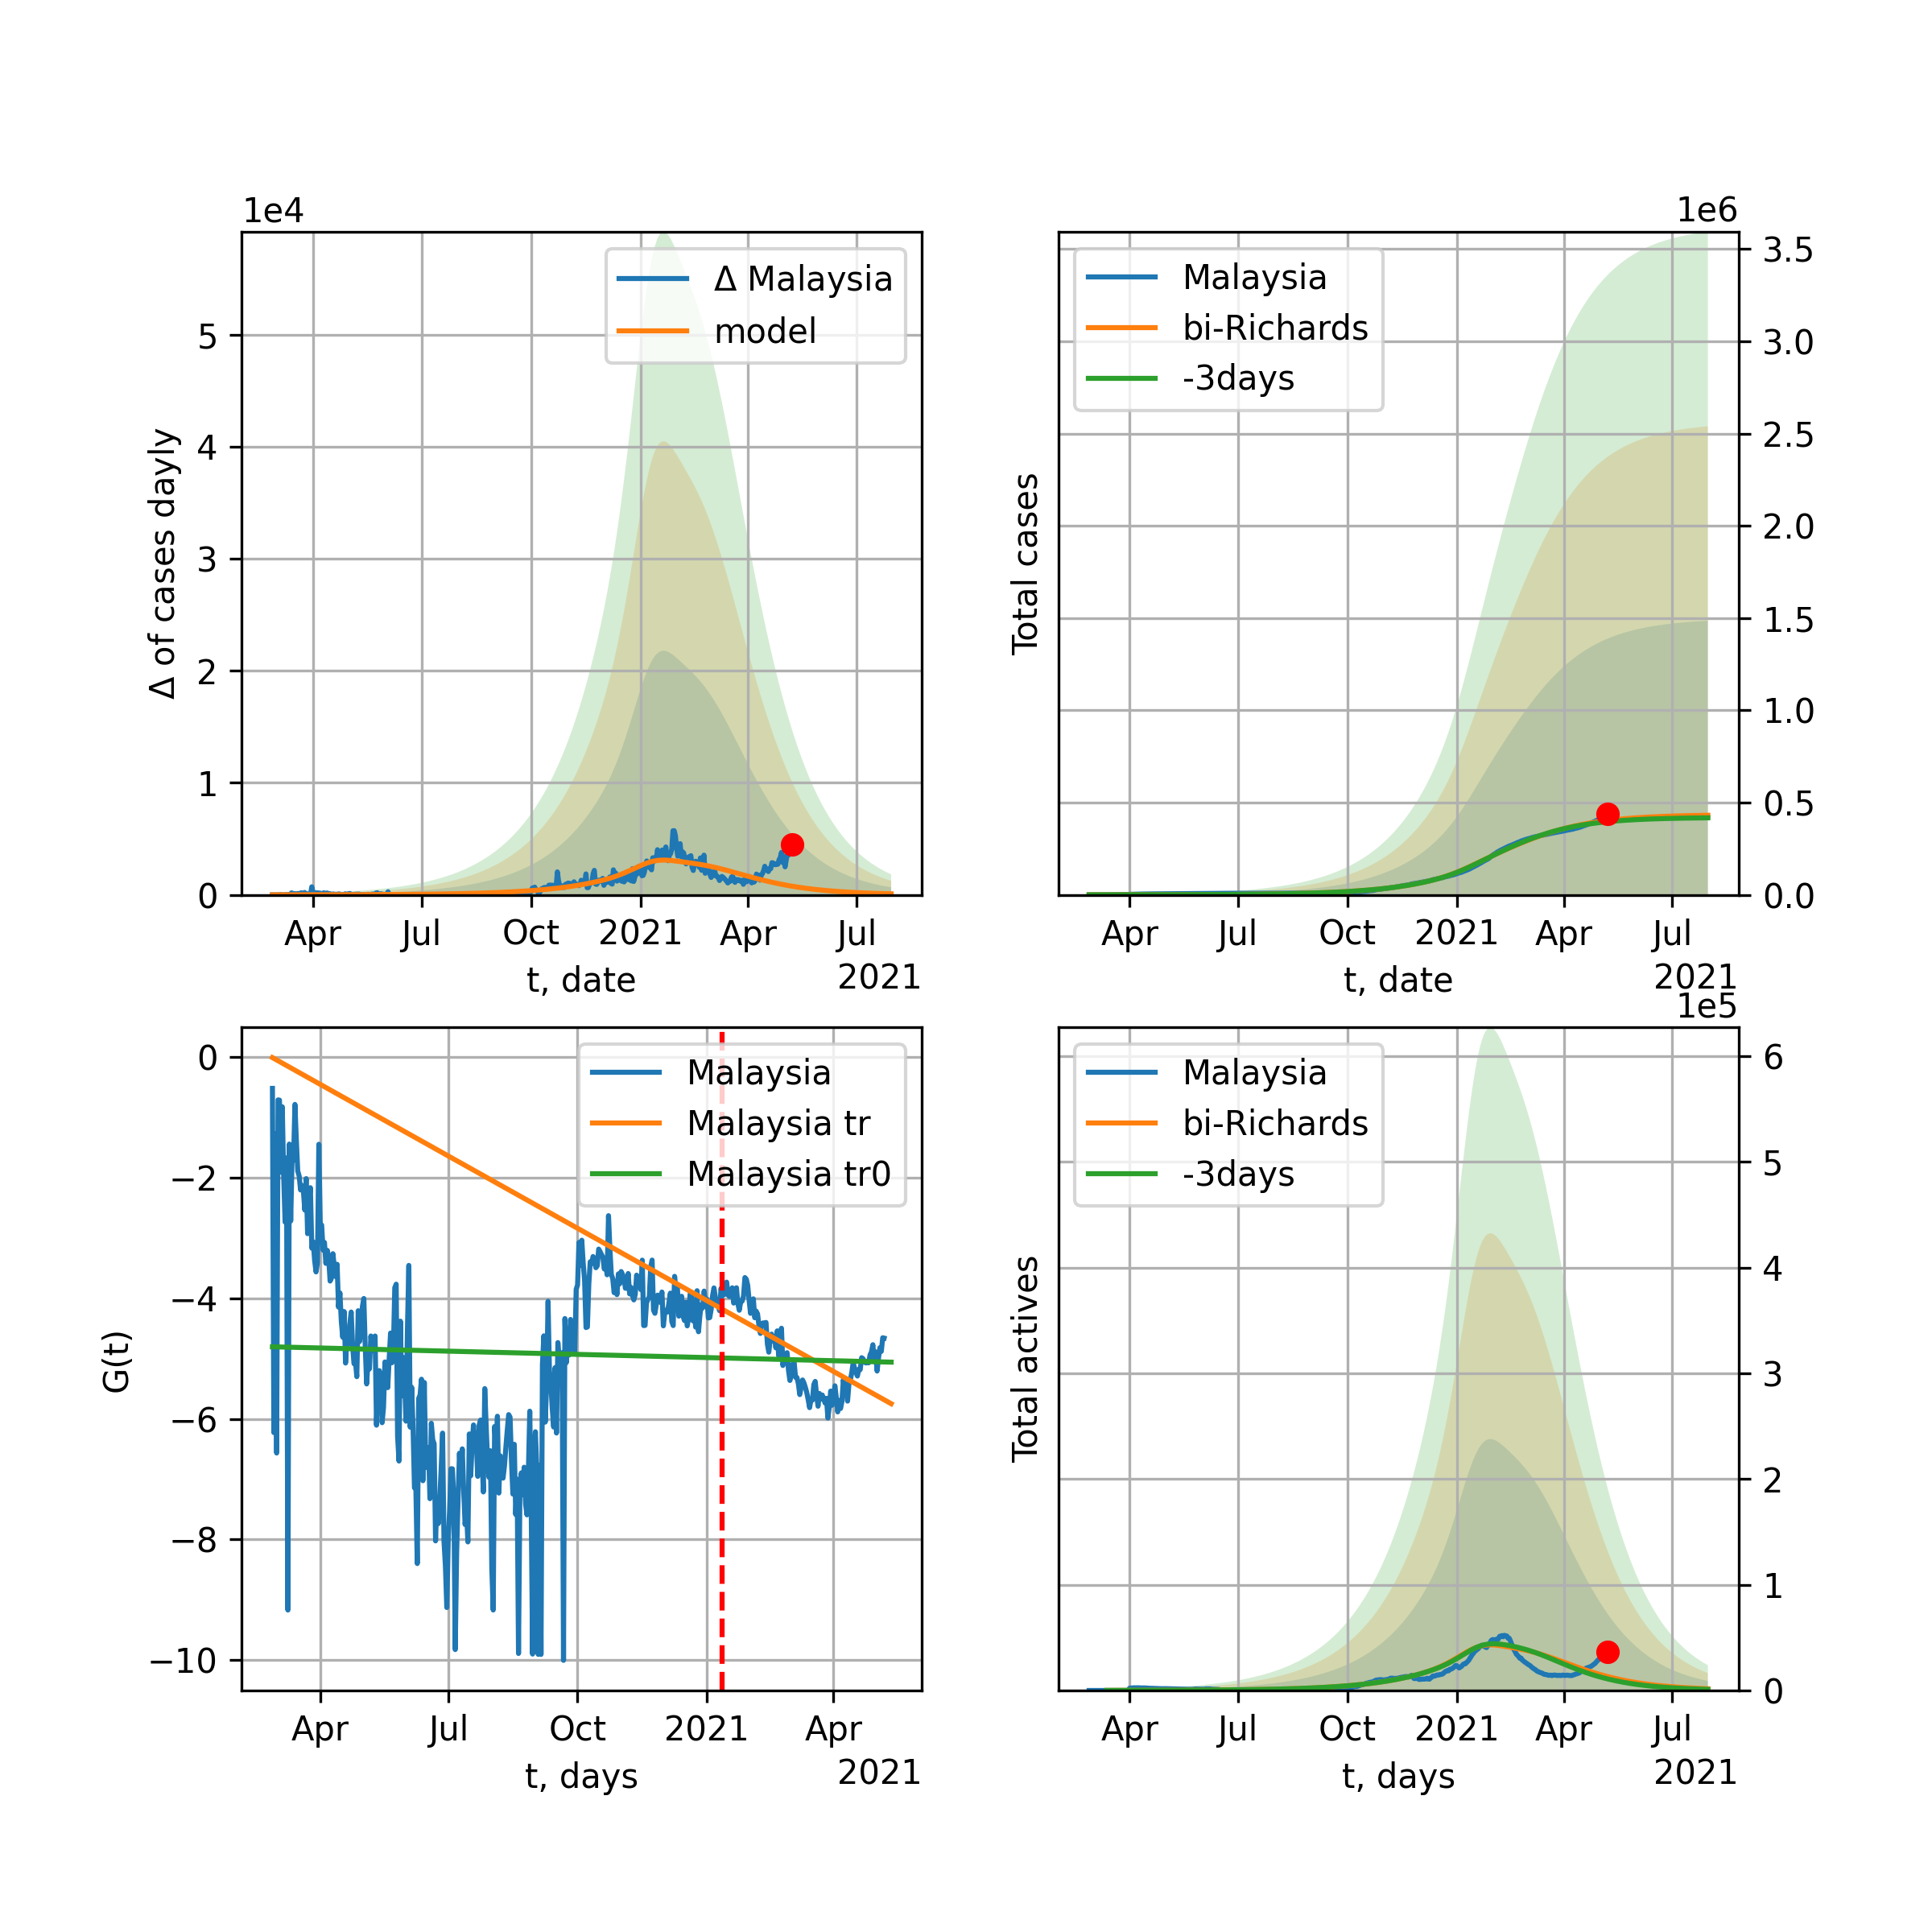 1e4
Δ Malaysia
model
5
4
3
2
1
0
Δ of cases dayly
Apr
Jul
Oct
2021
Apr
Jul
2021
t, date
1e6
Malaysia
bi-Richards
-3days
3.5
3.0
2.5
2.0
1.5
1.0
0.5
0.0
Total cases
Apr
Jul
Oct
2021
Apr
Jul
2021
t, date
Malaysia
Malaysia tr
Malaysia tr0
0
−2
−4
−6
−8
−10
G(t)
Apr
Jul
Oct
2021
Apr
2021
t, days
1e5
Malaysia
bi-Richards
-3days
6
5
4
3
2
1
0
Total actives
Apr
Jul
Oct
2021
Apr
Jul
2021
t, days